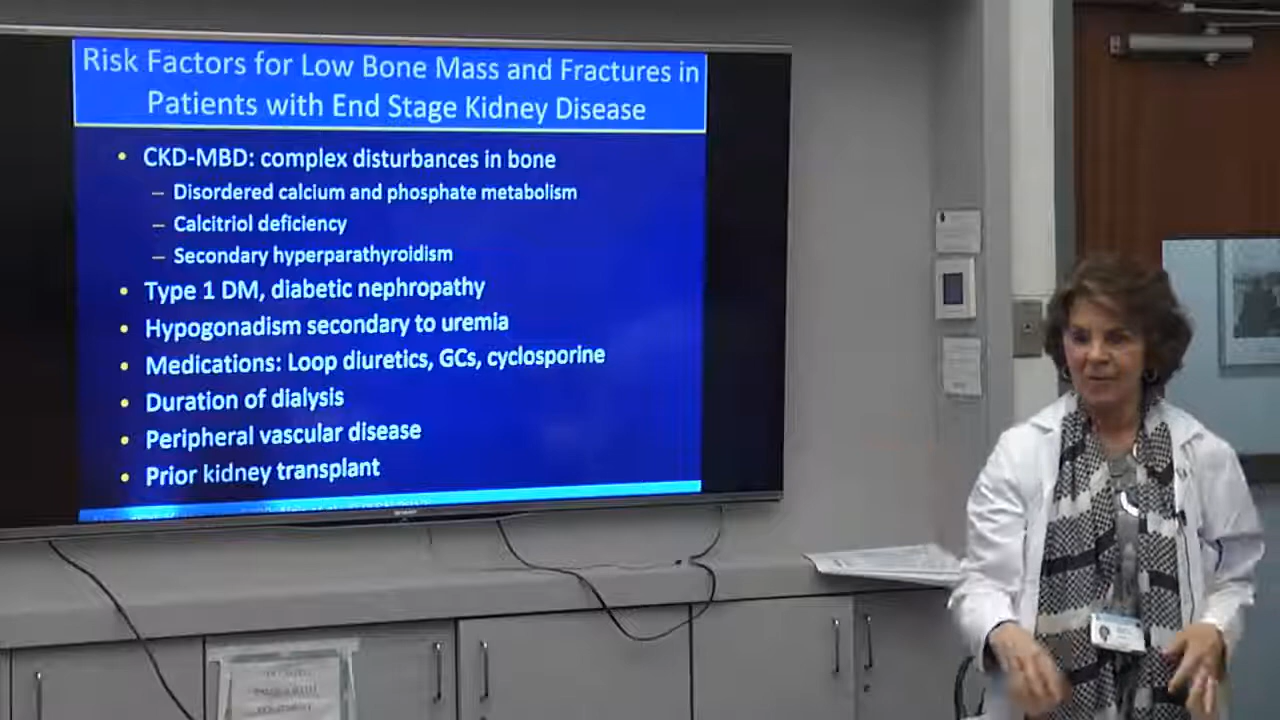 Risk Factors for Low Bone Mass and Fractures in
Patients with End Stage Kidney Disease
• CKD-MBD: complex disturbances in bone
– Disordered calcium and phosphate metabolism
– Calcitriol deficiency
– Secondary hyperparathyroidism
• Type 1 DM, diabetic nephropathy
• Hypogonadism secondary to uremia
• Medications: Loop diuretics, GCs, cyclosporine
• Duration of dialysis
• Peripheral vascular disease
• Prior kidney transplant